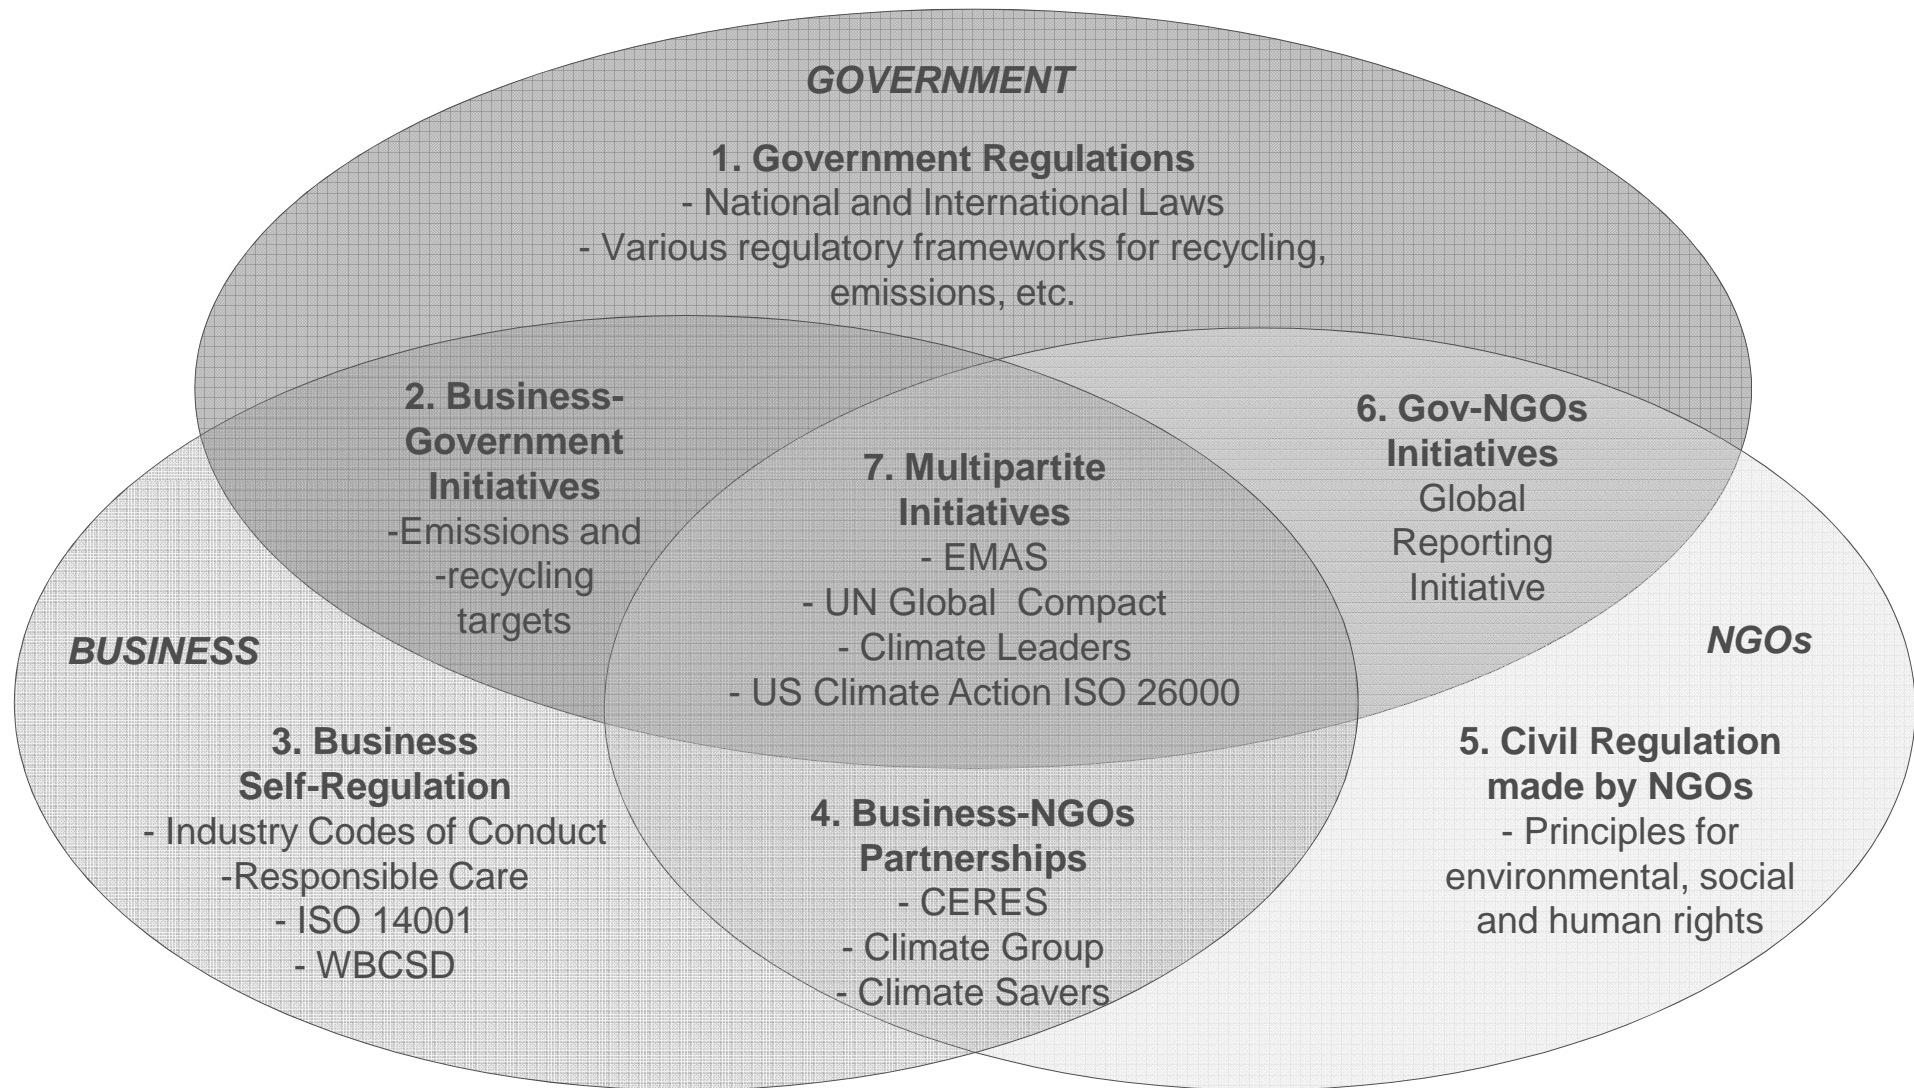 GOVERNMENT
1. Government Regulations
- National and International Laws
- Various regulatory frameworks for recycling,
emissions, etc.
2. Business-
Government
Initiatives
-Emissions and
-recycling
targets
7. Multipartite
Initiatives
- EMAS
- UN Global Compact
- Climate Leaders
- US Climate Action ISO 26000
6. Gov-NGOs
Initiatives
Global
Reporting
Initiative
BUSINESS
NGOs
3. Business
Self-Regulation
- Industry Codes of Conduct
-Responsible Care
- ISO 14001
- WBCSD
4. Business-NGOs
Partnerships
- CERES
- Climate Group
- Climate Savers
5. Civil Regulation
made by NGOs
- Principles for
environmental, social
and human rights